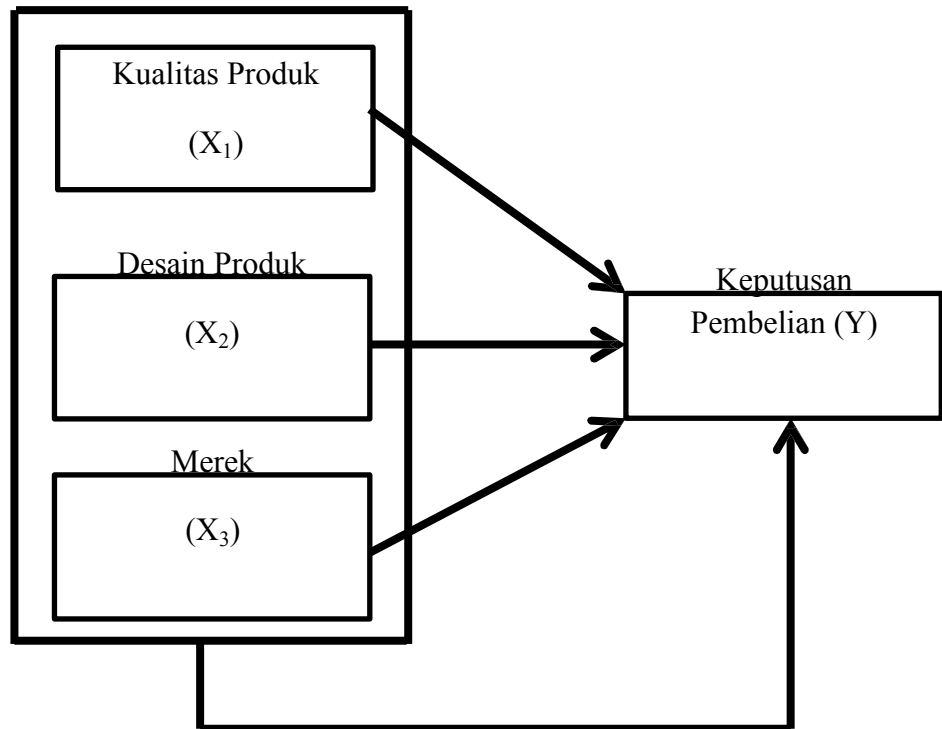 Kualitas Produk
(X₁)
Desain Produk
(X₂)
Merek
(X₃)
Keputusan
Pembelian (Y)